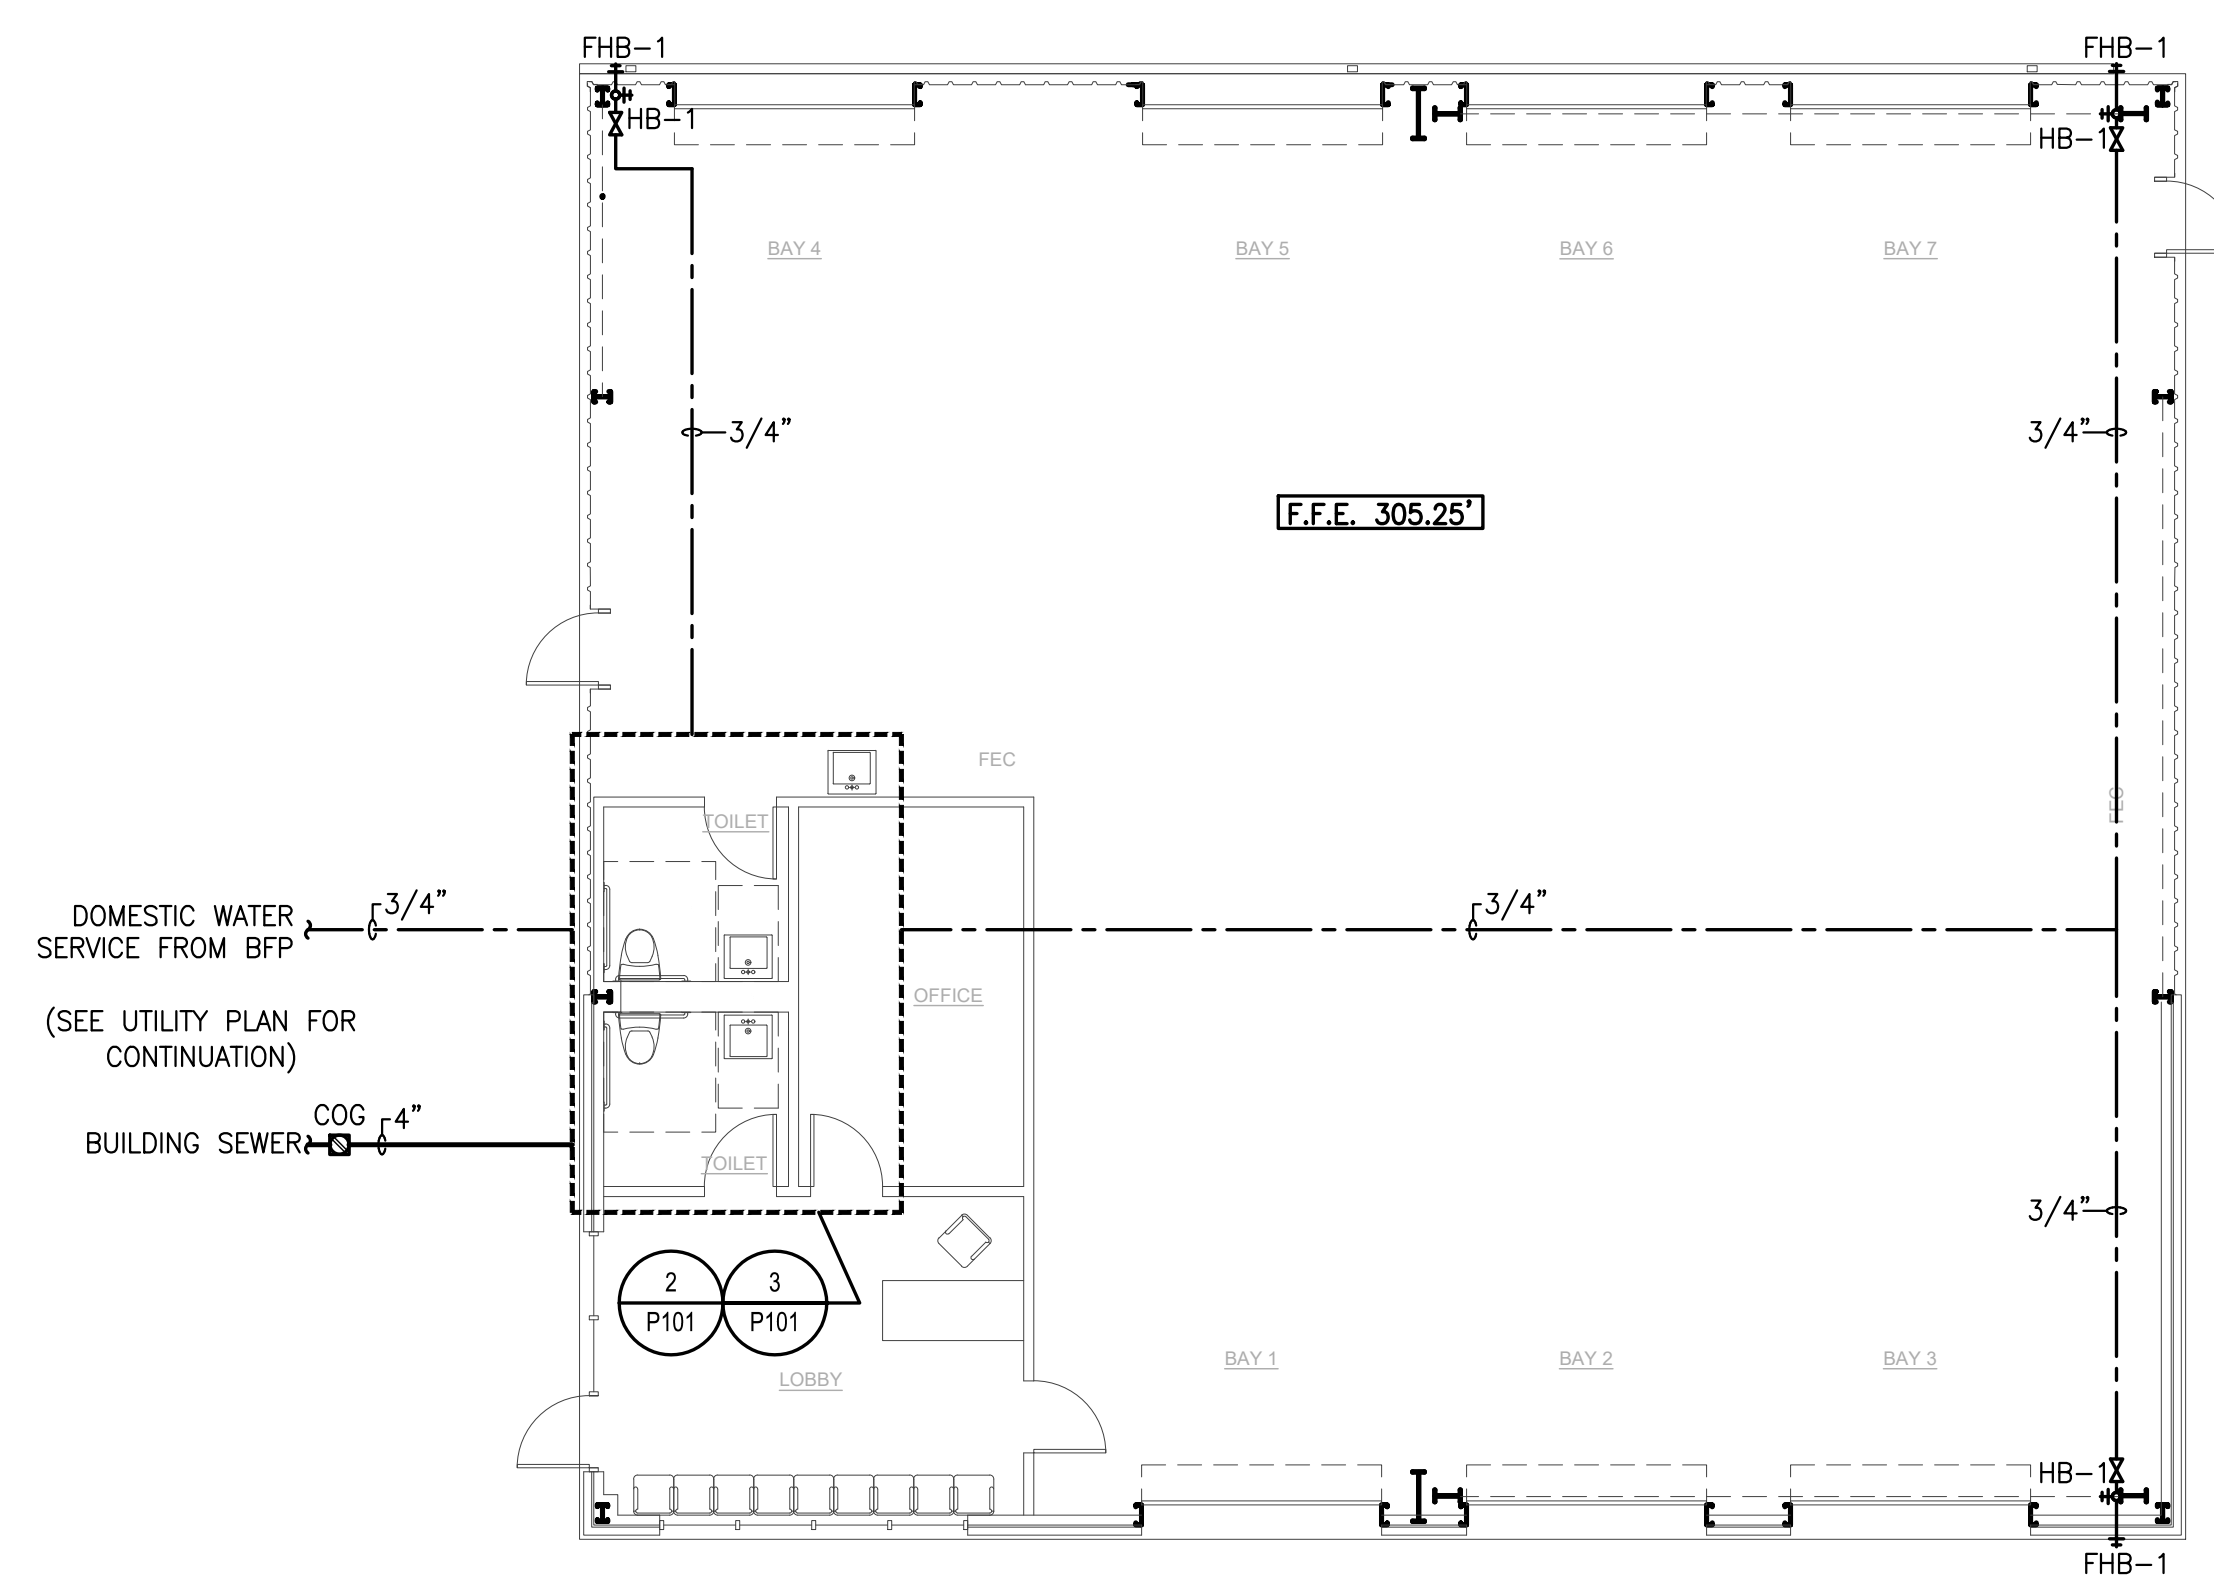 FHB-1
FHB-1
HB-1
HB-1
BAY 4
BAY 5
BAY 6
BAY 7
3/4"
3/4"
F.F.E. 305.25'
FEC
FEC
TOILET
DOMESTIC WATER
SERVICE FROM BFP
3/4"
3/4"
OFFICE
(SEE UTILITY PLAN FOR
CONTINUATION)
COG
4"
BUILDING SEWER
TOILET
3/4"
2
P101
3
P101
LOBBY
BAY 1
BAY 2
BAY 3
HB-1
FHB-1